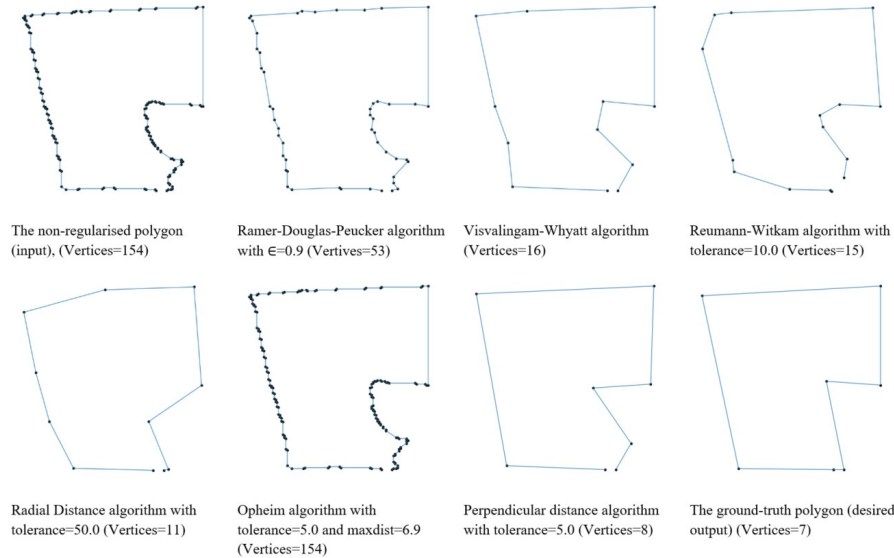 The non-regularised polygon
(input), (Vertices=154)
Ramer-Douglas-Peucker algorithm
with ∈=0.9 (Vertives=53)
Visvalingam-Whyatt algorithm
(Vertices=16)
Reumann-Witkam algorithm with
tolerance=10.0 (Vertices=15)
Radial Distance algorithm with
tolerance=50.0 (Vertices=11)
Opheim algorithm with
tolerance=5.0 and maxdist=6.9
(Vertices=154)
Perpendicular distance algorithm
with tolerance=5.0 (Vertices=8)
The ground-truth polygon (desired
output) (Vertices=7)